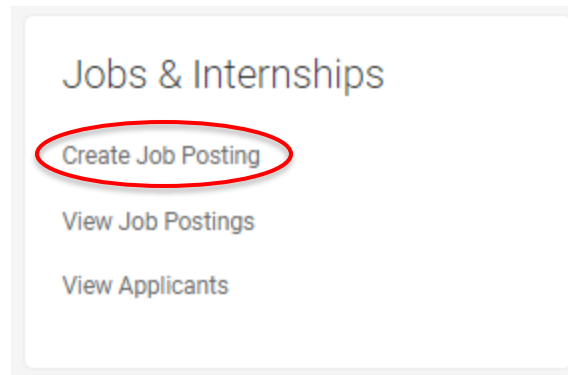 Jobs & Internships
Create Job Posting
View Job Postings
View Applicants